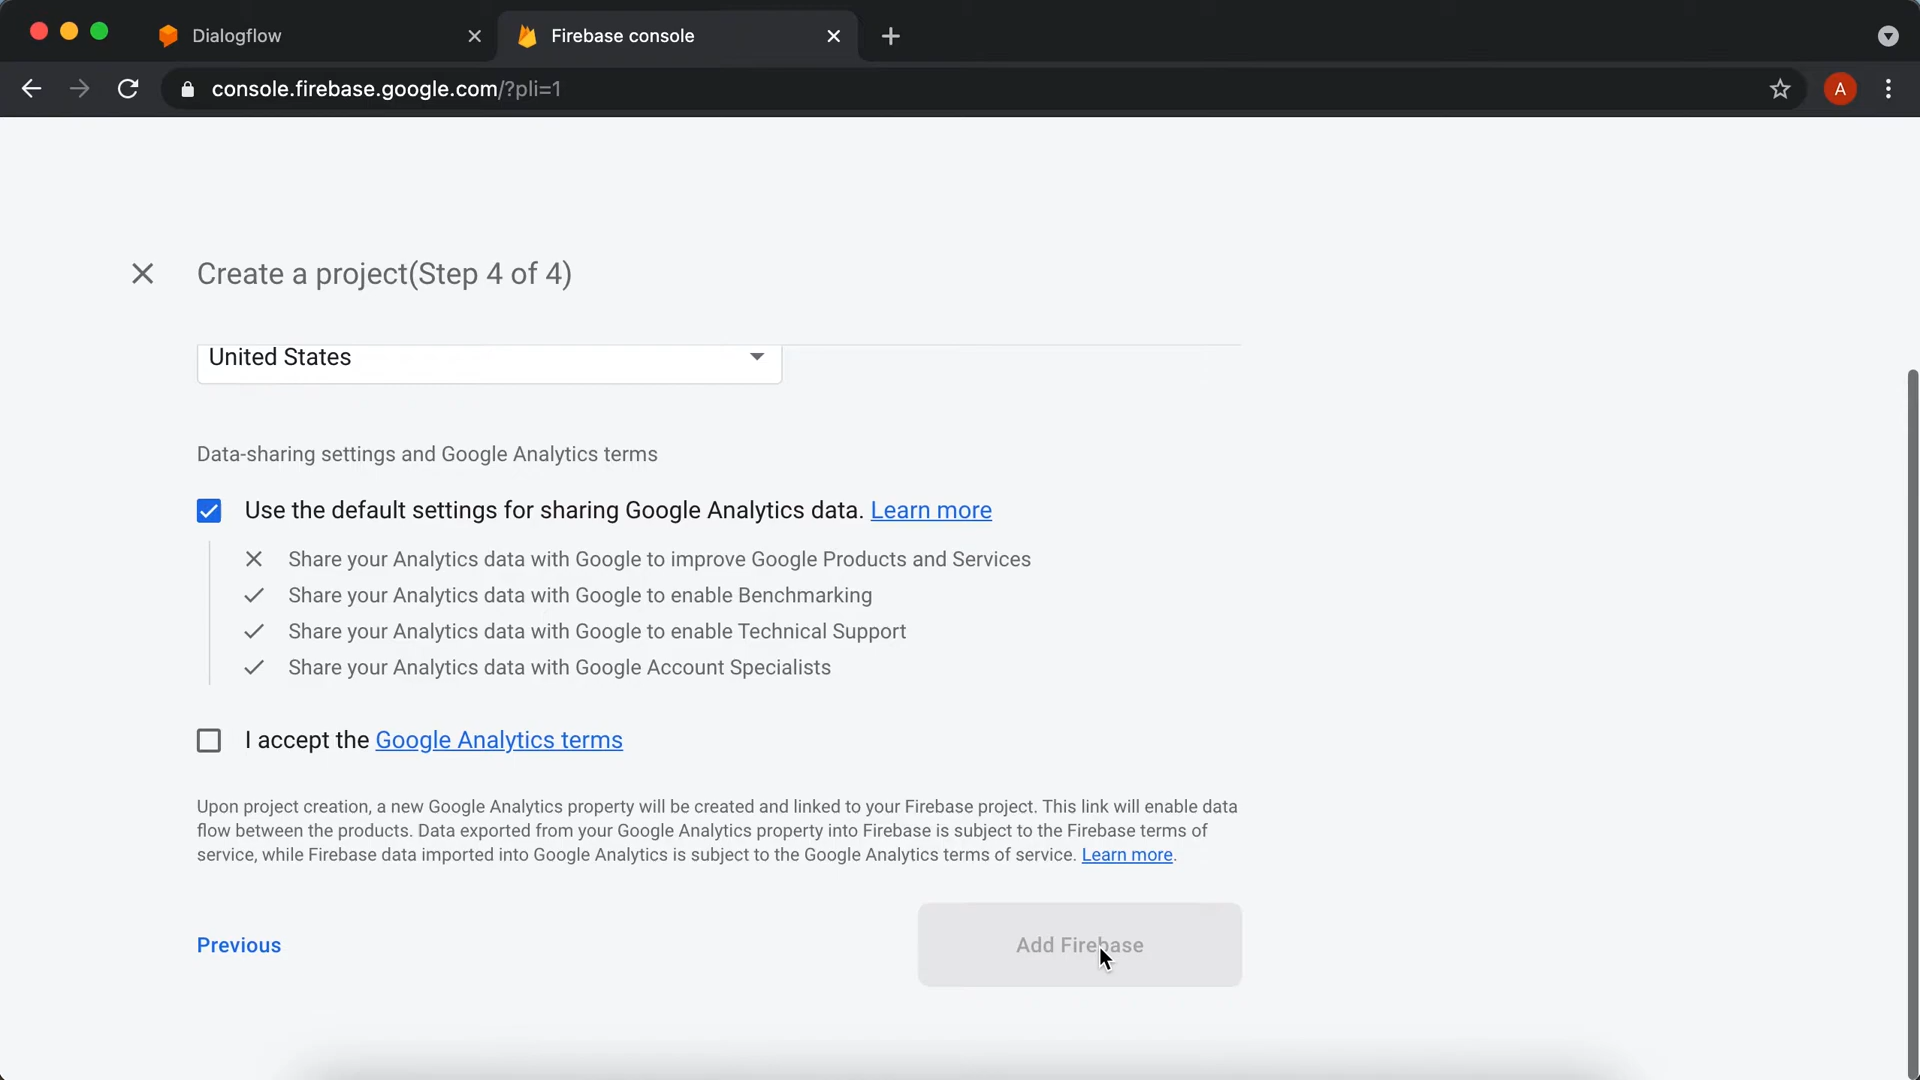 Dialogflow
Firebase console
console.firebase.google.com/?pli=1
A
Create a project(Step 4 of 4)
United States
Data-sharing settings and Google Analytics terms
Use the default settings for sharing Google Analytics data. Learn more
Share your Analytics data with Google to improve Google Products and Services
Share your Analytics data with Google to enable Benchmarking
Share your Analytics data with Google to enable Technical Support
Share your Analytics data with Google Account Specialists
I accept the Google Analytics terms
Upon project creation, a new Google Analytics property will be created and linked to your Firebase project. This link will enable data
flow between the products. Data exported from your Google Analytics property into Firebase is subject to the Firebase terms of
service, while Firebase data imported into Google Analytics is subject to the Google Analytics terms of service. Learn more.
Previous
Add Firebase